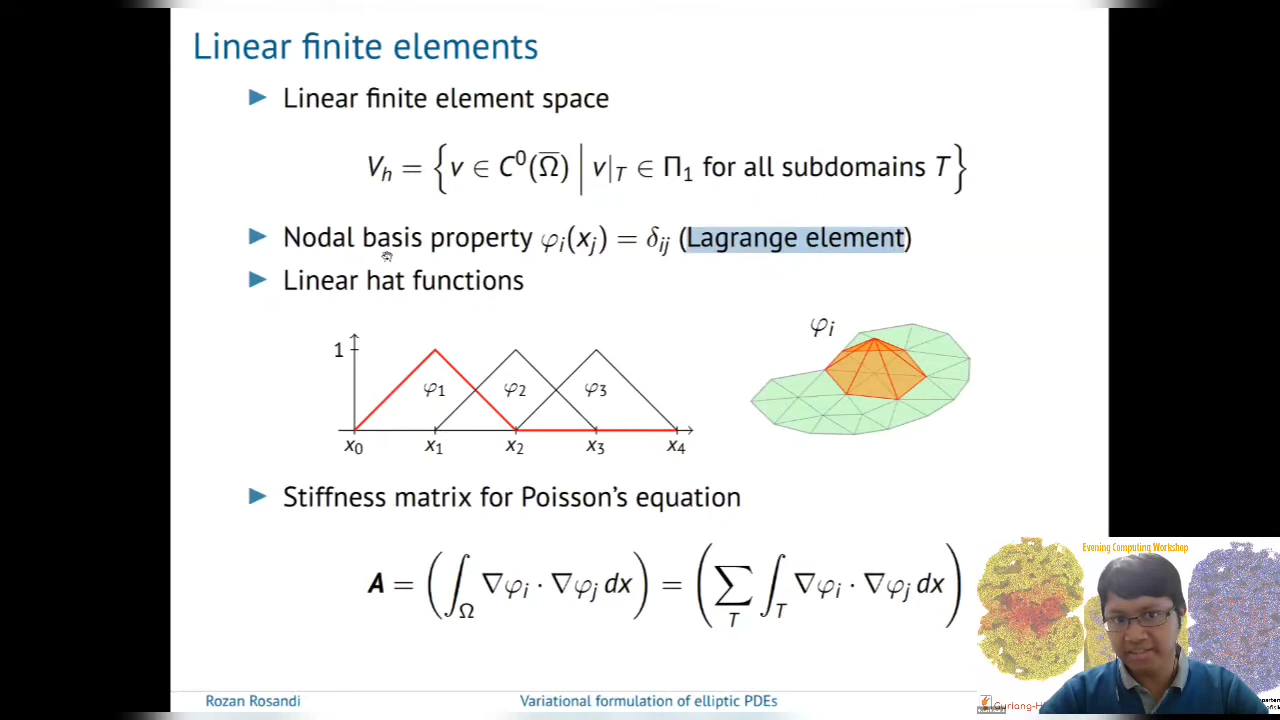 Linear finite elements
▶ Linear finite element space
V_h = { v ∈ C⁰(Ω̅) | v|_T ∈ Π₁ for all subdomains T }
▶ Nodal basis property φ_i(x_j) = δ_ij (Lagrange element)
▶ Linear hat functions
φ_i
1
φ₁ φ₂ φ₃
x₀ x₁ x₂ x₃ x₄
▶ Stiffness matrix for Poisson's equation
A = ( ∫_Ω ∇φ_i · ∇φ_j dx ) = ( ∑_T ∫_T ∇φ_i · ∇φ_j dx )
Evening Computing Workshop
Rozan Rosandi
Variational formulation of elliptic PDEs